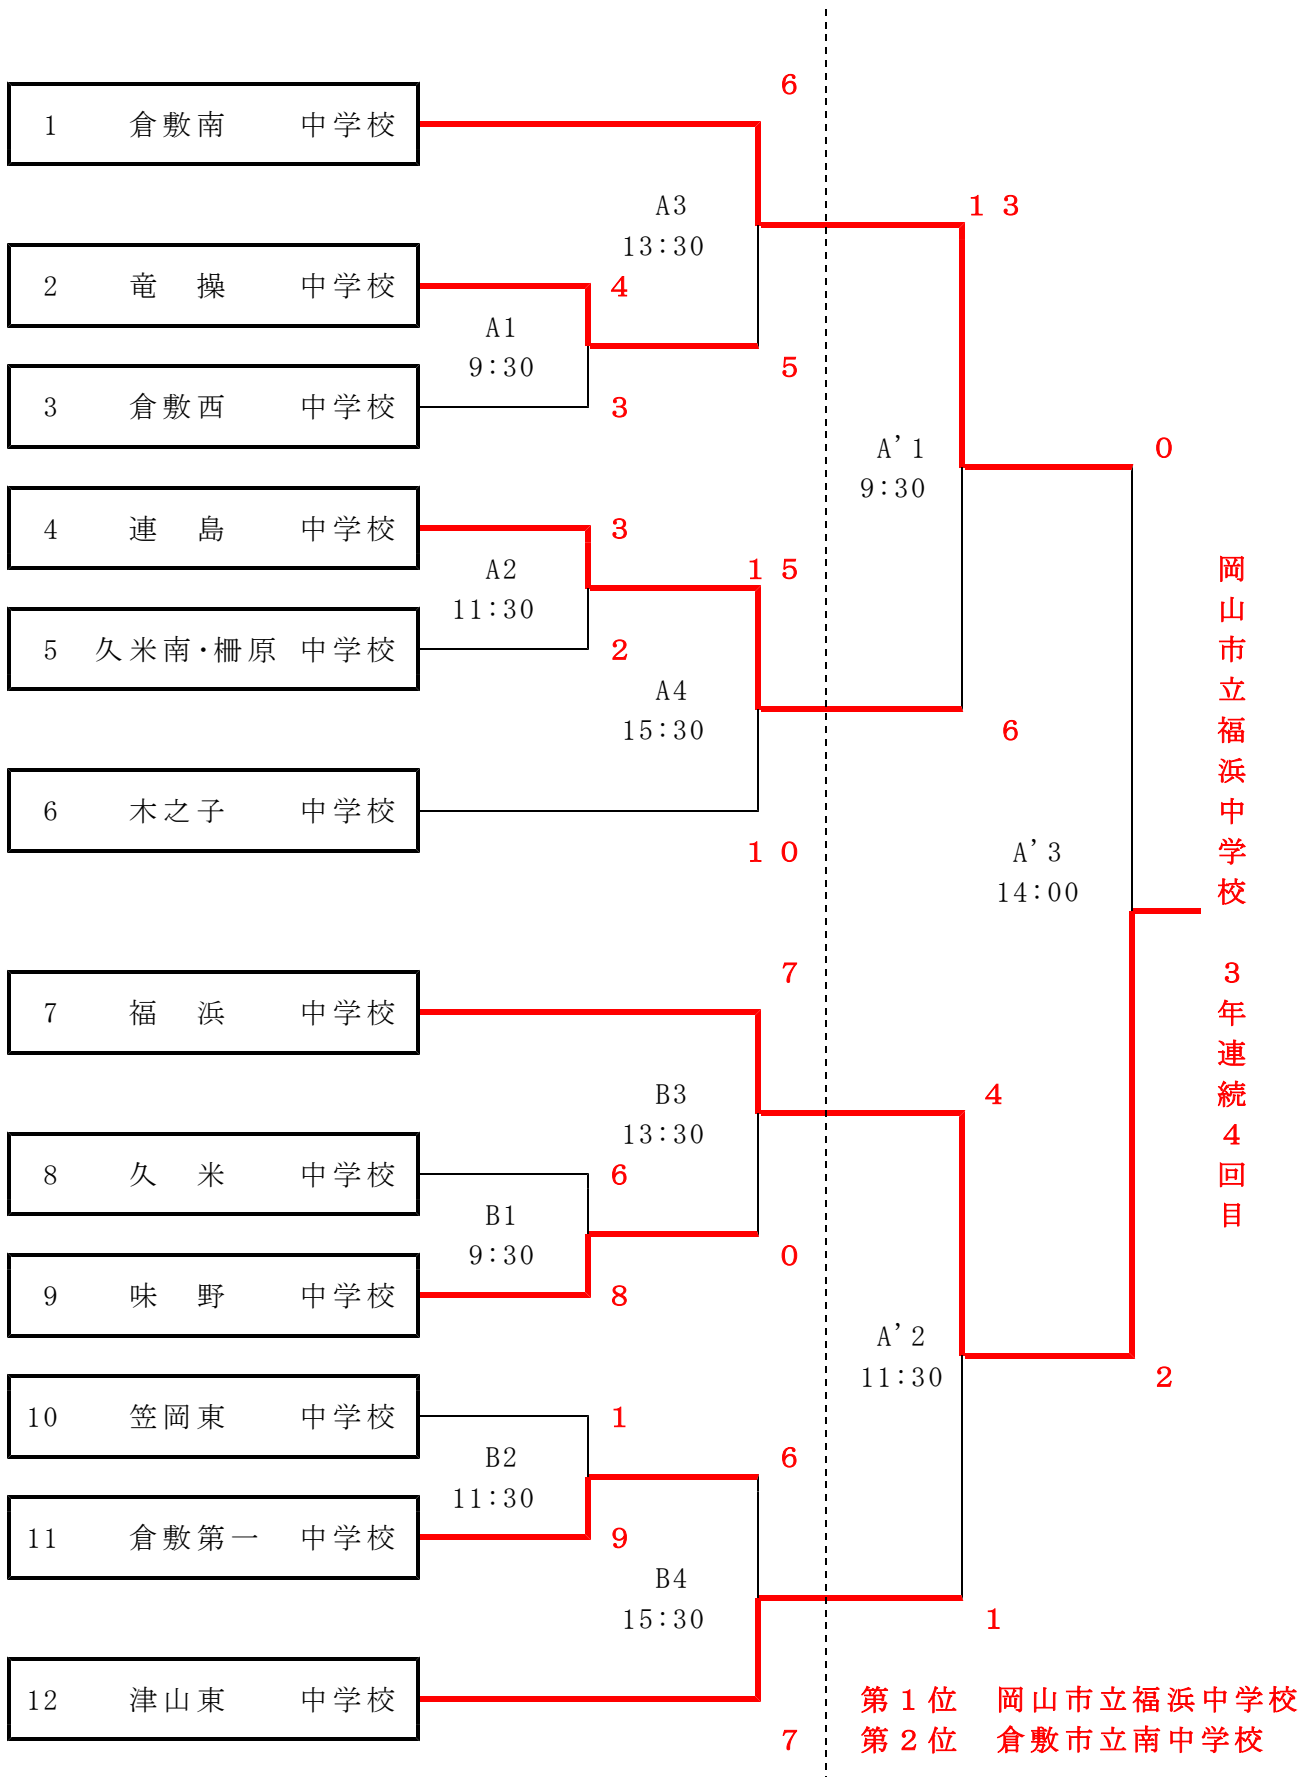 6
1 倉敷南 中学校
A3
13:30
13
2 竜 操 中学校
4
A1
9:30
5
3 倉敷西 中学校
3
A'1
9:30
0
4 連 島 中学校
3
A2
11:30
15
5 久米南・柵原 中学校
2
A4
15:30
6
6 木之子 中学校
10
A'3
14:00
岡山市立福浜中学校 3年連続4回目
7
7 福 浜 中学校
B3
13:30
4
8 久 米 中学校
6
B1
9:30
0
9 味 野 中学校
8
A'2
11:30
2
10 笠岡東 中学校
1
B2
11:30
6
11 倉敷第一 中学校
9
B4
15:30
1
12 津山東 中学校
7
第1位 岡山市立福浜中学校
第2位 倉敷市立南中学校